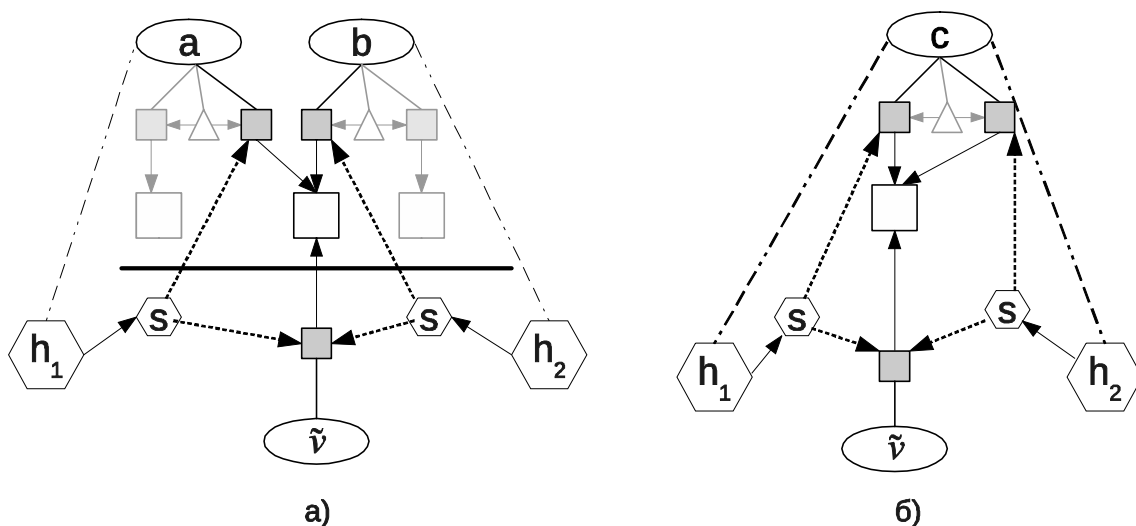 a b c
s s s s
h₁ h₂ h₁ h₂
ṽ ṽ
а) б)